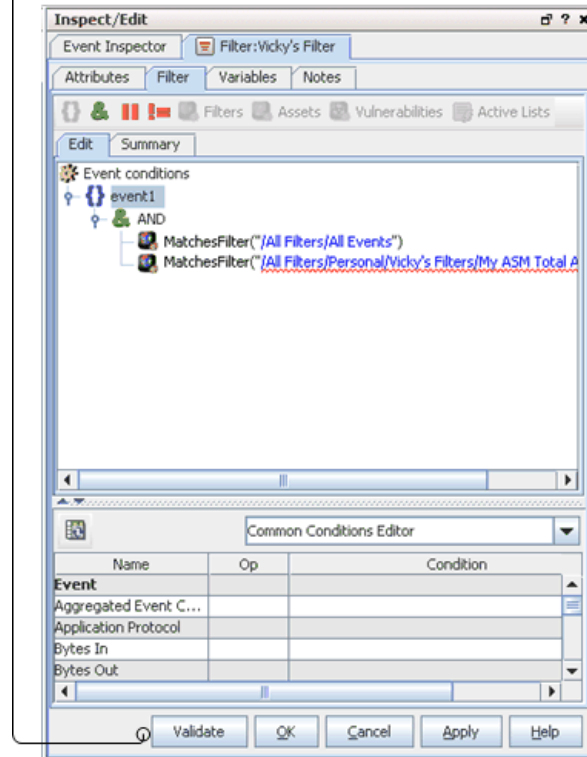 Inspect/Edit
Event Inspector Filter:Vicky's Filter
Attributes Filter Variables Notes
Filters Assets Vulnerabilities Active Lists
Edit Summary
Event conditions
event1
AND
MatchesFilter("/All Filters/All Events")
MatchesFilter("/All Filters/Personal/Vicky's Filters/My ASM Total A
Common Conditions Editor
Name Op Condition
Event
Aggregated Event C...
Application Protocol
Bytes In
Bytes Out
Validate OK Cancel Apply Help